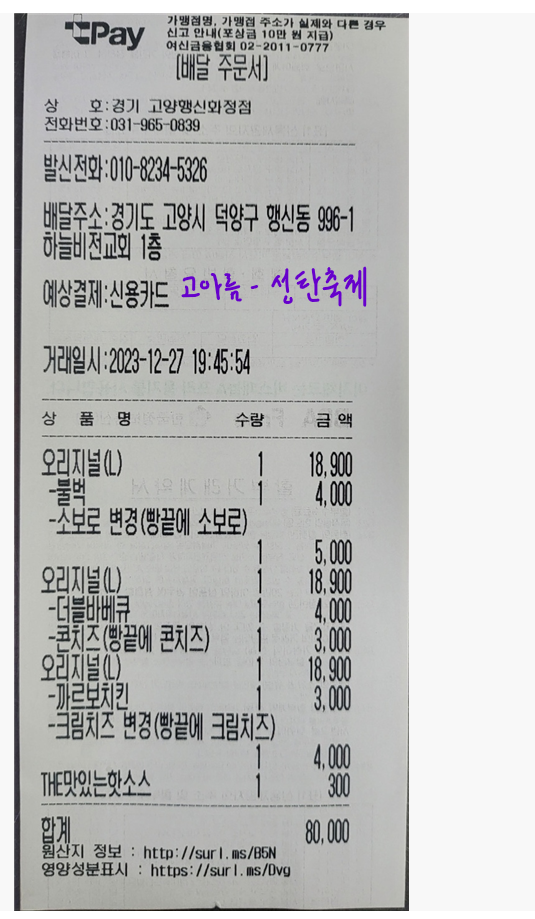 tPay
가맹점명, 가맹점 주소가 실제와 다른 경우
신고 안내(포상금 10만 원 지급)
여신금융협회 02-2011-0777
[배달 주문서]
상 호:경기 고양행신화정점
전화번호:031-965-0839
발신전화:010-8234-5326
배달주소:경기도 고양시 덕양구 행신동 996-1
하늘비전교회 1층
예상결제:신용카드 고아름 - 성탄축제
거래일시:2023-12-27 19:45:54
상 품 명 수량 금 액
오리지널(L) 1 18,900
-불벅 1 4,000
-소보로 변경(빵끝에 소보로)
1 5,000
오리지널(L) 1 18,900
-더블바베큐 1 4,000
-콘치즈(빵끝에 콘치즈) 1 3,000
오리지널(L) 1 18,900
-까르보치킨 1 3,000
-크림치즈 변경(빵끝에 크림치즈)
1 4,000
THE맛있는핫소스 1 300
합계 80,000
원산지 정보 : http://surl.ms/B5N
영양성분표시 : https://surl.ms/Dvg